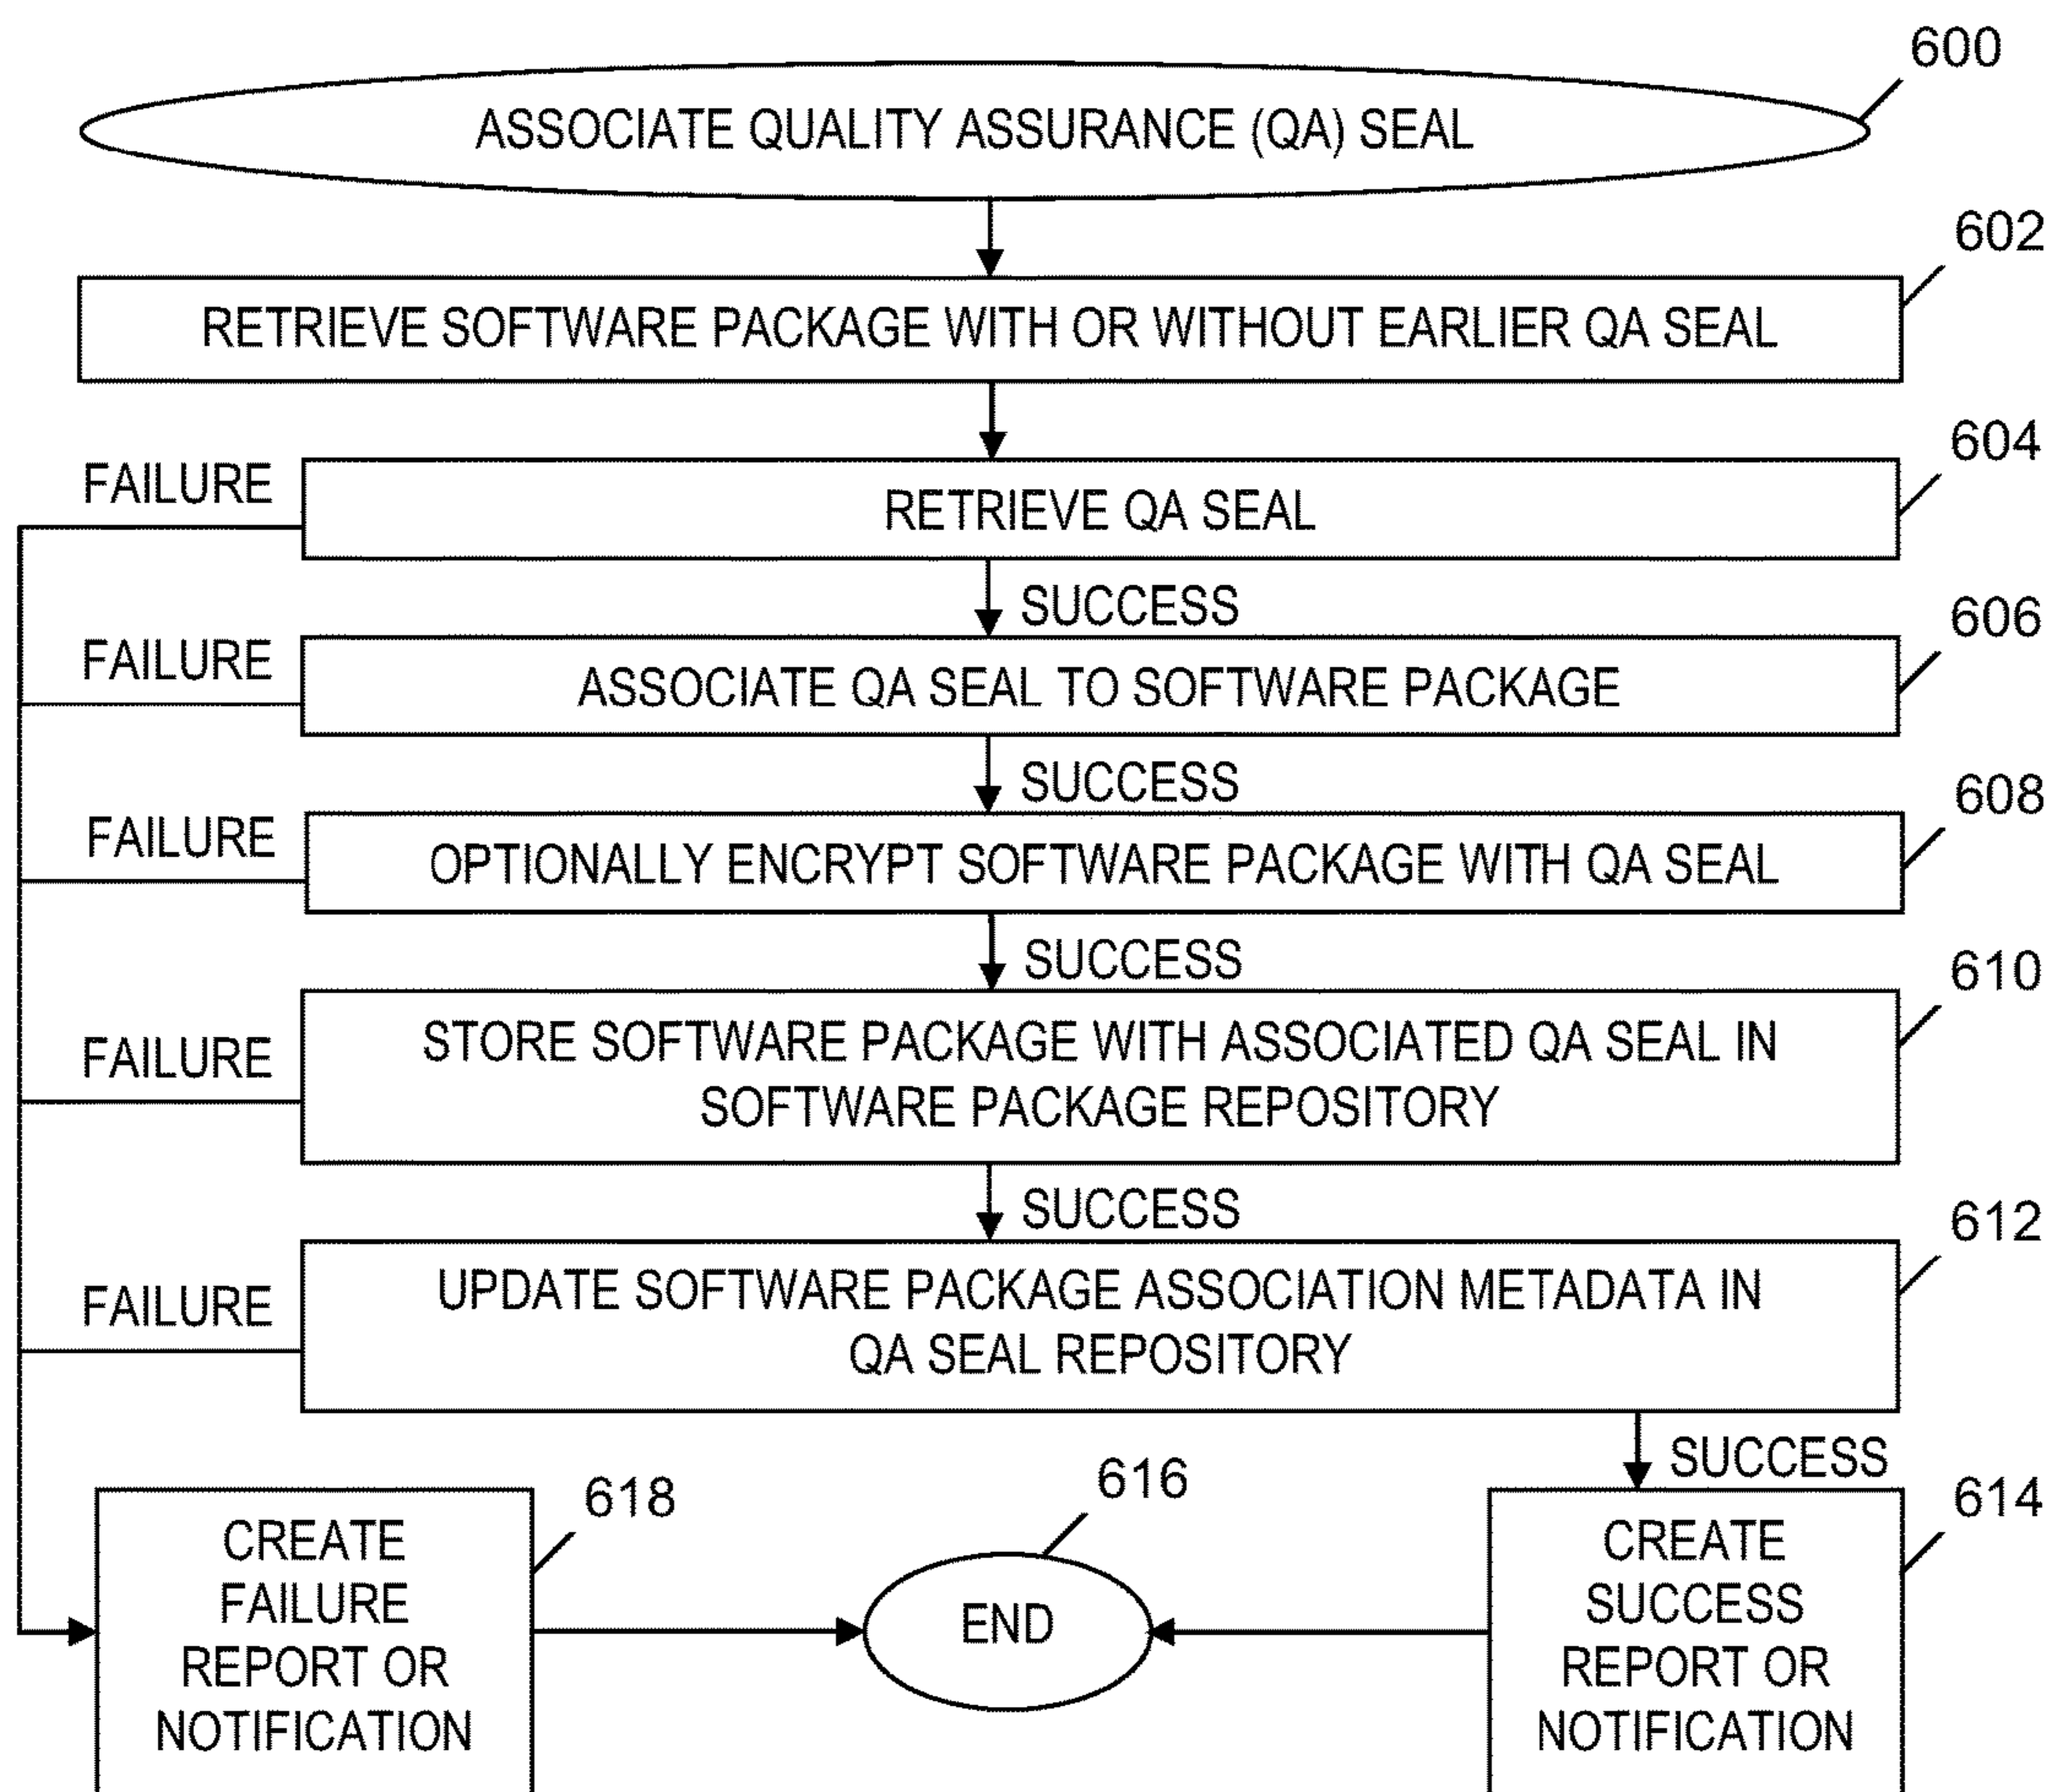 600
ASSOCIATE QUALITY ASSURANCE (QA) SEAL
602
RETRIEVE SOFTWARE PACKAGE WITH OR WITHOUT EARLIER QA SEAL
604
FAILURE
RETRIEVE QA SEAL
SUCCESS
606
FAILURE
ASSOCIATE QA SEAL TO SOFTWARE PACKAGE
SUCCESS
608
FAILURE
OPTIONALLY ENCRYPT SOFTWARE PACKAGE WITH QA SEAL
SUCCESS
610
FAILURE
STORE SOFTWARE PACKAGE WITH ASSOCIATED QA SEAL IN
SOFTWARE PACKAGE REPOSITORY
SUCCESS
612
FAILURE
UPDATE SOFTWARE PACKAGE ASSOCIATION METADATA IN
QA SEAL REPOSITORY
SUCCESS
618
CREATE
FAILURE
REPORT OR
NOTIFICATION
616
END
614
CREATE
SUCCESS
REPORT OR
NOTIFICATION